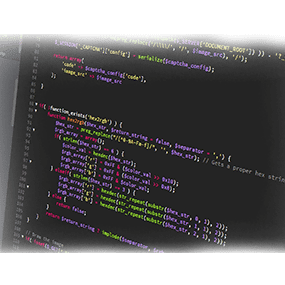 U_SESSION['_CAPTCHA']['config'] = serialize($captcha_config);
return array(
'code' => $captcha_config['code'],
'image_src' => $image_src
);
}
if( !function_exists('hex2rgb') ) {
function hex2rgb($hex_str, $return_string = false, $separator = ',') {
$hex_str = preg_replace("/[^0-9A-Fa-f]/", '', $hex_str); // Gets a proper hex string
$rgb_array = array();
if( strlen($hex_str) == 6 ) {
$color_val = hexdec($hex_str);
$rgb_array['r'] = 0xFF & ($color_val >> 0x10);
$rgb_array['g'] = 0xFF & ($color_val >> 0x8);
$rgb_array['b'] = 0xFF & $color_val;
} elseif( strlen($hex_str) == 3 ) {
$rgb_array['r'] = hexdec(str_repeat(substr($hex_str, 0, 1), 2));
$rgb_array['g'] = hexdec(str_repeat(substr($hex_str, 1, 1), 2));
$rgb_array['b'] = hexdec(str_repeat(substr($hex_str, 2, 1), 2));
} else {
return false;
}
return $return_string ? implode($separator,
}